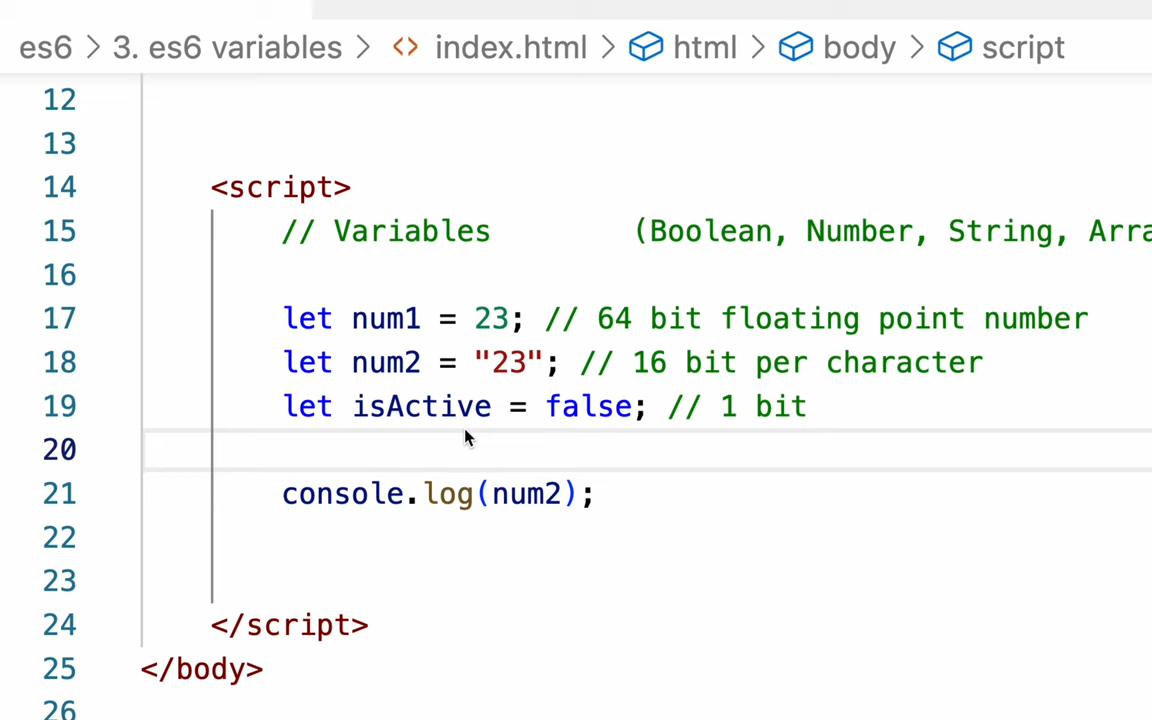 es6 > 3. es6 variables > <> index.html > html > body > script
12
13
14 <script>
15 // Variables (Boolean, Number, String, Arra
16
17 let num1 = 23; // 64 bit floating point number
18 let num2 = "23"; // 16 bit per character
19 let isActive = false; // 1 bit
20
21 console.log(num2);
22
23
24 </script>
25 </body>
26